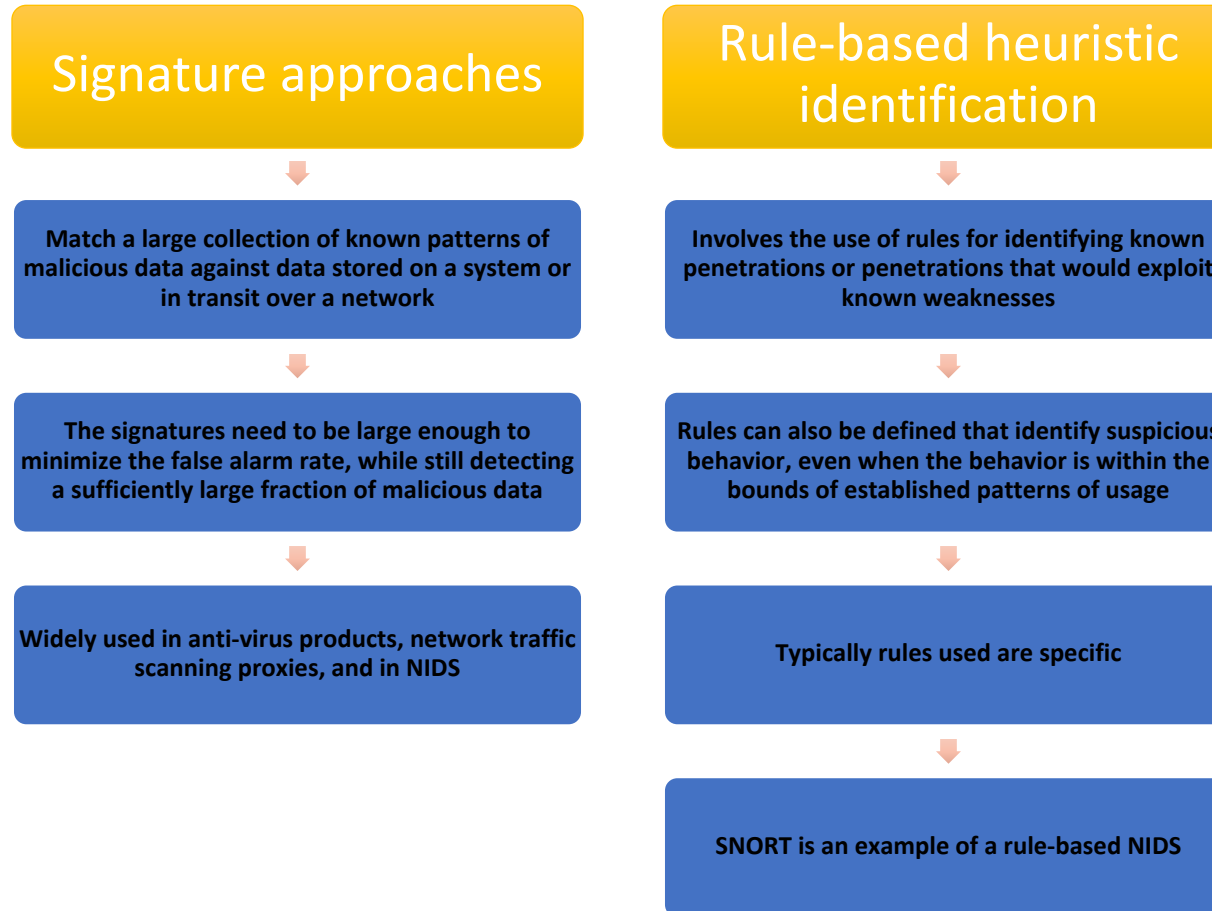 Signature approaches
Match a large collection of known patterns of
malicious data against data stored on a system or
in transit over a network
The signatures need to be large enough to
minimize the false alarm rate, while still detecting
a sufficiently large fraction of malicious data
Widely used in anti-virus products, network traffic
scanning proxies, and in NIDS
Rule-based heuristic
identification
Involves the use of rules for identifying known
penetrations or penetrations that would exploit
known weaknesses
Rules can also be defined that identify suspicious
behavior, even when the behavior is within the
bounds of established patterns of usage
Typically rules used are specific
SNORT is an example of a rule-based NIDS